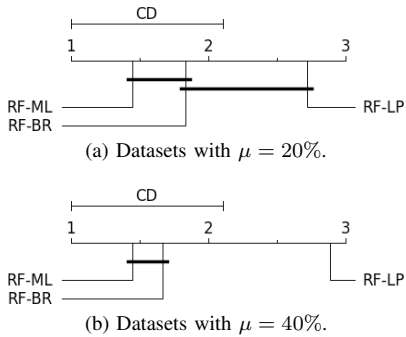 CD
1 2 3
RF-ML RF-LP
RF-BR
(a) Datasets with μ = 20%.
CD
1 2 3
RF-ML RF-LP
RF-BR
(b) Datasets with μ = 40%.